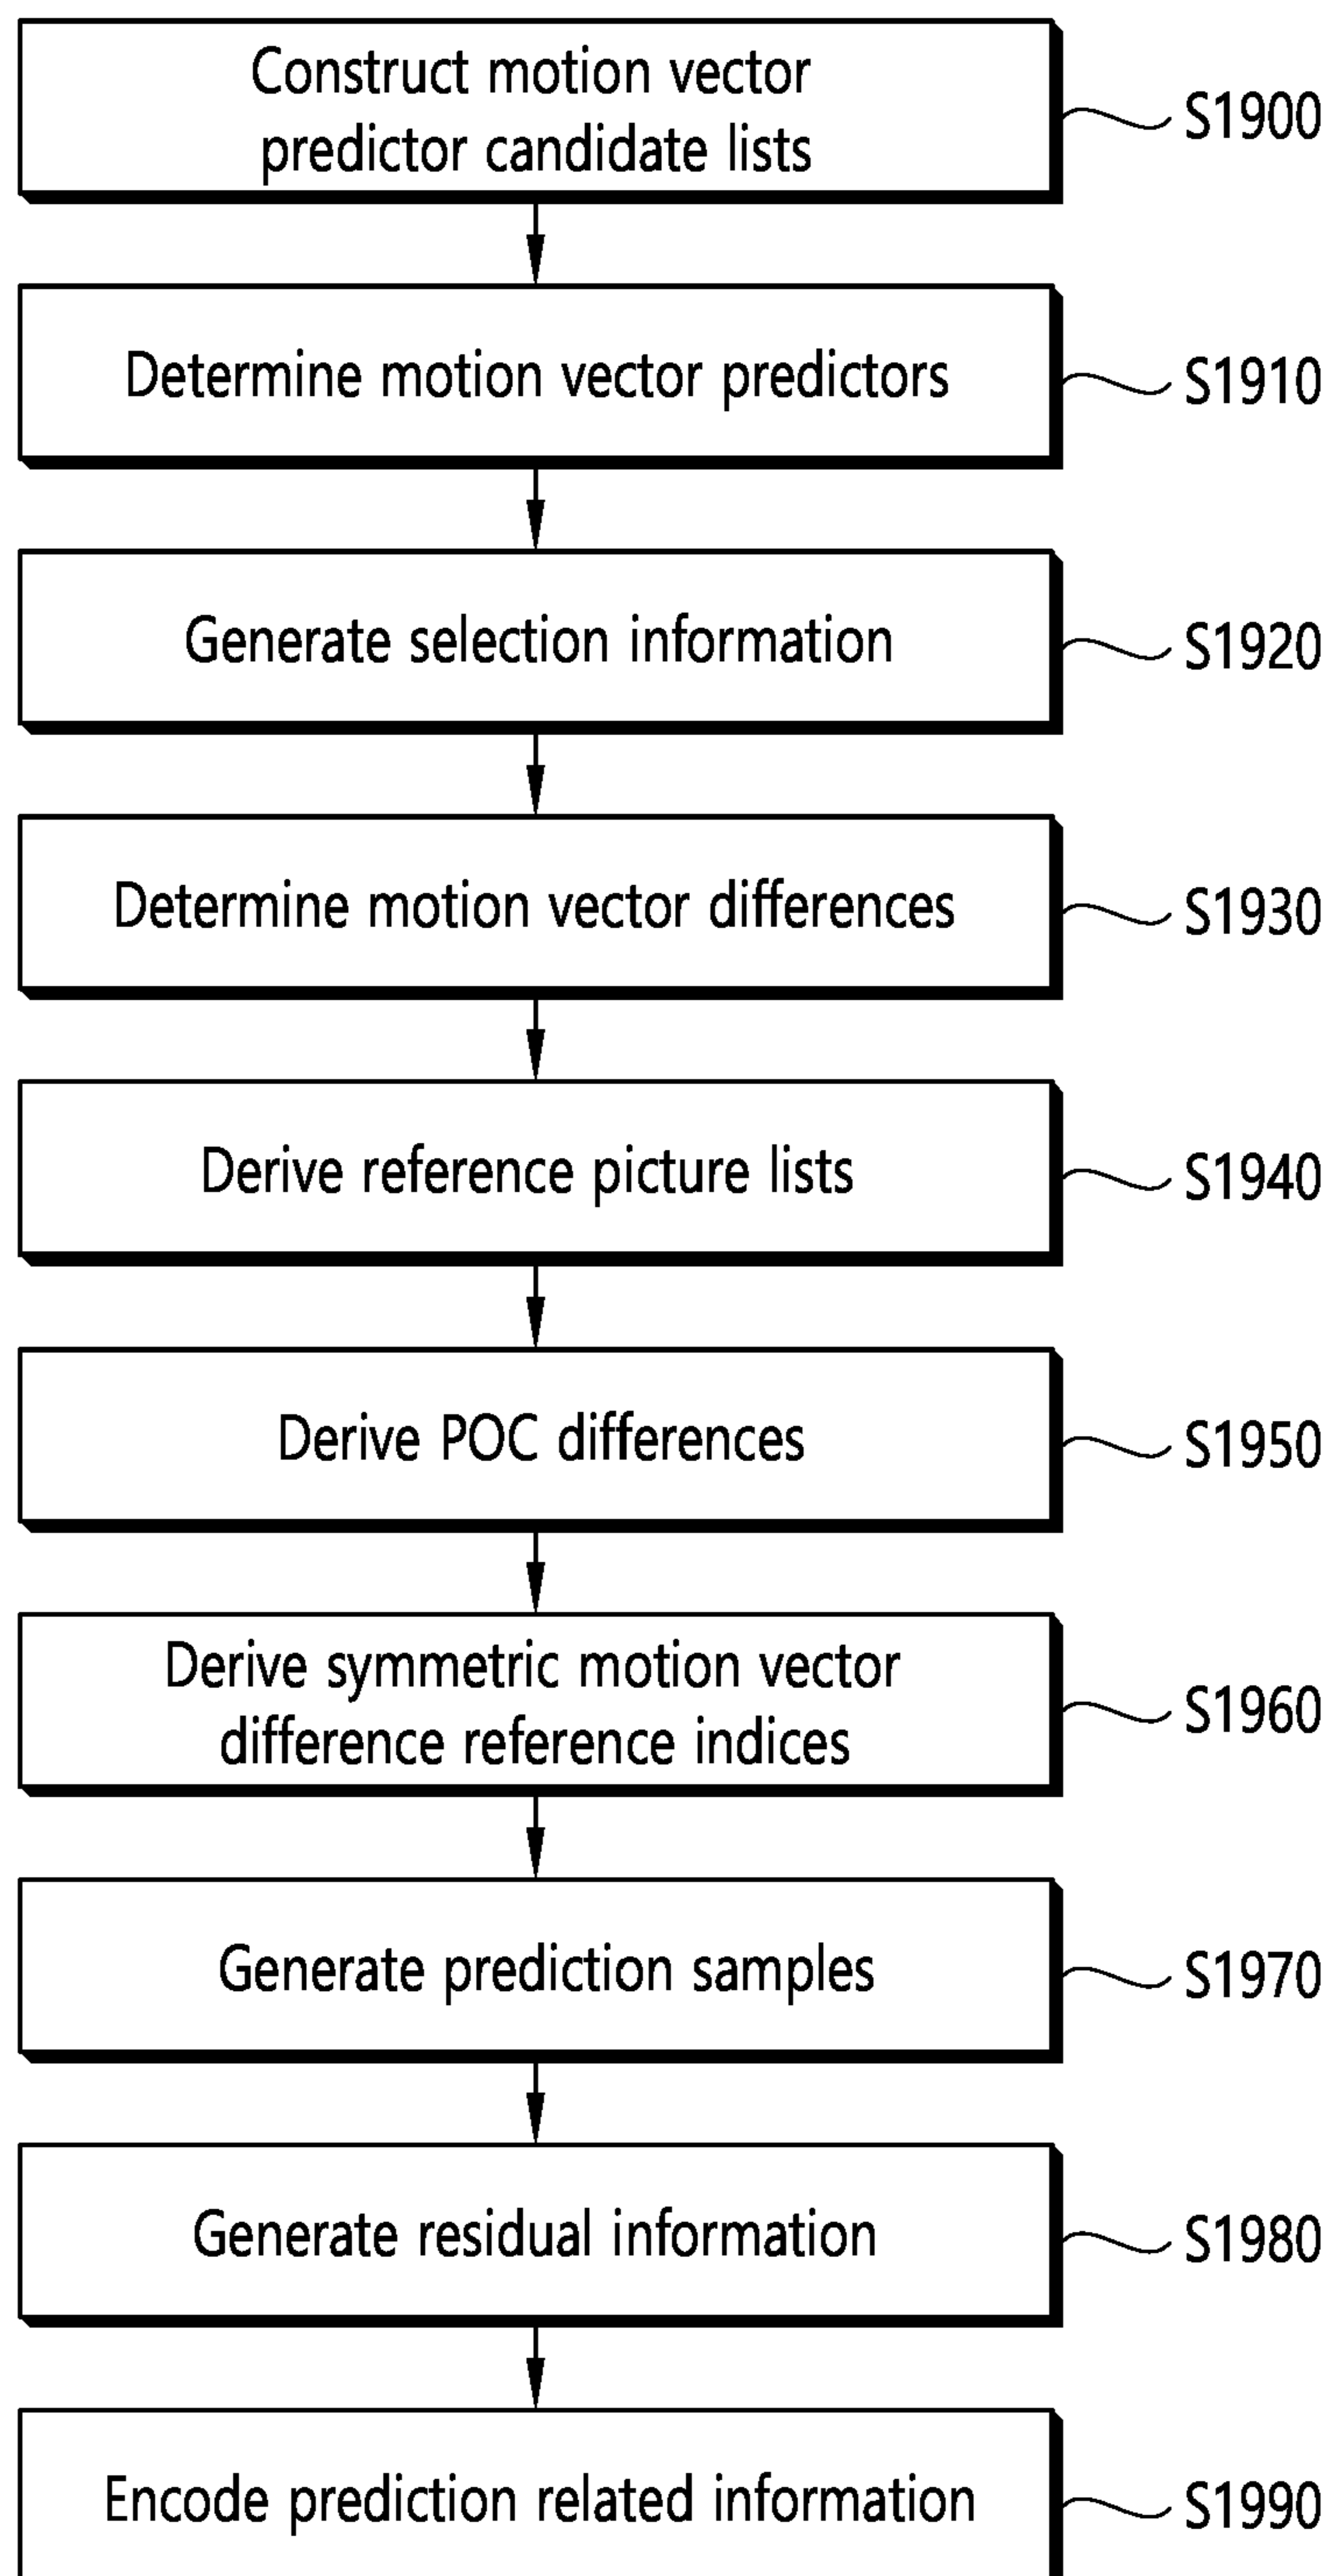 Construct motion vector
predictor candidate lists
S1900
Determine motion vector predictors
S1910
Generate selection information
S1920
Determine motion vector differences
S1930
Derive reference picture lists
S1940
Derive POC differences
S1950
Derive symmetric motion vector
difference reference indices
S1960
Generate prediction samples
S1970
Generate residual information
S1980
Encode prediction related information
S1990